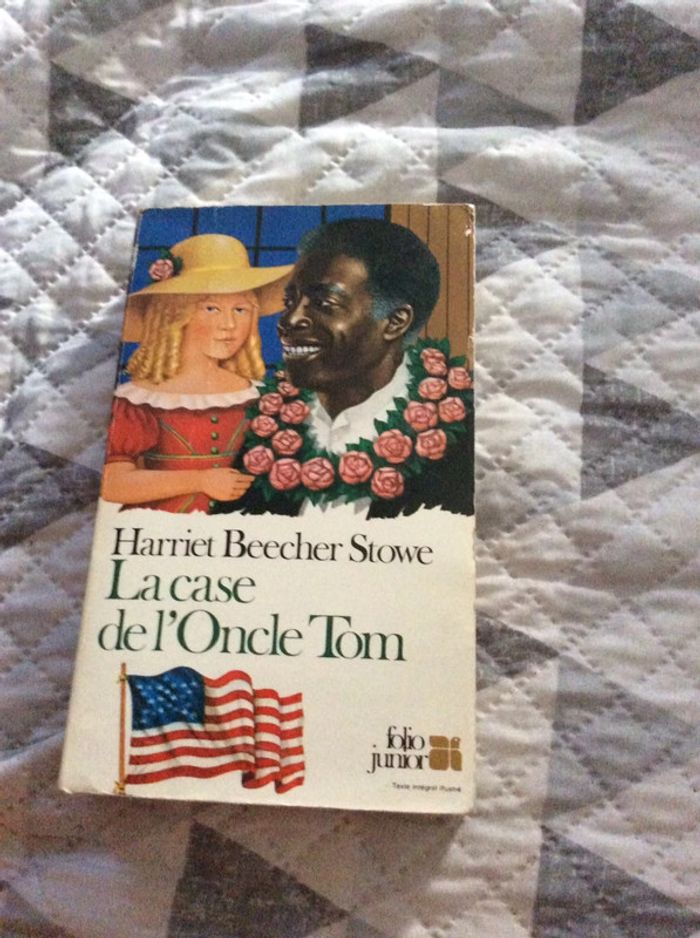 Harriet Beecher Stowe
La case
de l'Oncle Tom
folio
junior
Texte intégral illustré